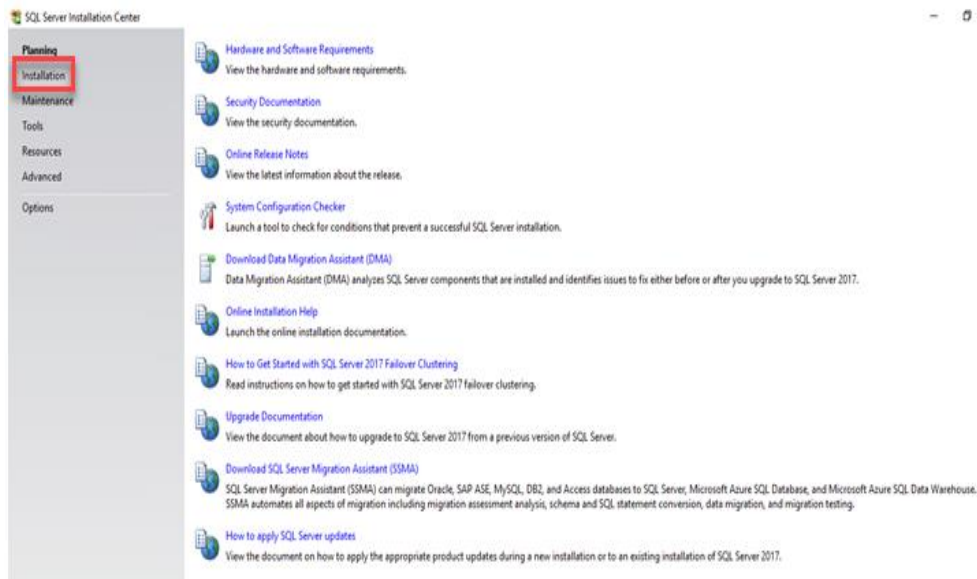 SQL Server Installation Center
Planning
Installation
Maintenance
Tools
Resources
Advanced
Options
Hardware and Software Requirements
View the hardware and software requirements.
Security Documentation
View the security documentation.
Online Release Notes
View the latest information about the release.
System Configuration Checker
Launch a tool to check for conditions that prevent a successful SQL Server installation.
Download Data Migration Assistant (DMA)
Data Migration Assistant (DMA) analyzes SQL Server components that are installed and identifies issues to fix either before or after you upgrade to SQL Server 2017.
Online Installation Help
Launch the online installation documentation.
How to Get Started with SQL Server 2017 Failover Clustering
Read instructions on how to get started with SQL Server 2017 failover clustering.
Upgrade Documentation
View the document about how to upgrade to SQL Server 2017 from a previous version of SQL Server.
Download SQL Server Migration Assistant (SSMA)
SQL Server Migration Assistant (SSMA) can migrate Oracle, SAP ASE, MySQL, DB2, and Access databases to SQL Server, Microsoft Azure SQL Database, and Microsoft Azure SQL Data Warehouse.
SSMA automates all aspects of migration including migration assessment analysis, schema and SQL statement conversion, data migration, and migration testing.
How to apply SQL Server updates
View the document on how to apply the appropriate product updates during a new installation or to an existing installation of SQL Server 2017.